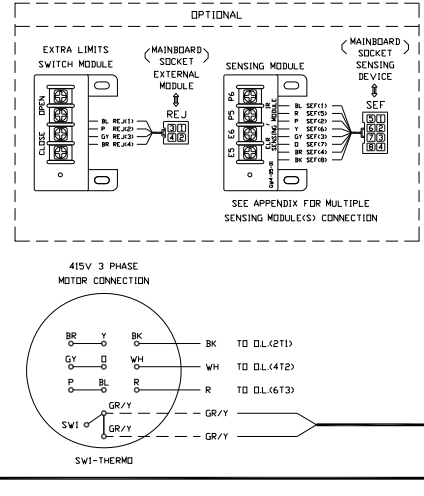 OPTIONAL
EXTRA LIMITS
SWITCH MODULE
(MAINBOARD
SOCKET
EXTERNAL
MODULE)
REJ
OPEN
CLOSE
BL REJ(1)
P REJ(2)
GY REJ(3)
BR REJ(4)
3 1
4 2
SENSING MODULE
(MAINBOARD
SOCKET
SENSING
DEVICE)
SEF
P6
P5
E6
E5
ELR / IR
SENSING MODULE
BL SEF(1)
R SEF(5)
P SEF(2)
Y SEF(6)
GY SEF(3)
O SEF(7)
BR SEF(4)
BK SEF(8)
5 1
6 2
7 3
8 4
SEE APPENDIX FOR MULTIPLE
SENSING MODULE(S) CONNECTION
415V 3 PHASE
MOTOR CONNECTION
BR Y BK
BK TO O.L.(2T1)
GY O WH
WH TO O.L.(4T2)
P BL R
R TO O.L.(6T3)
GR/Y
GR/Y
SW1
GR/Y
GR/Y
SW1-THERMO